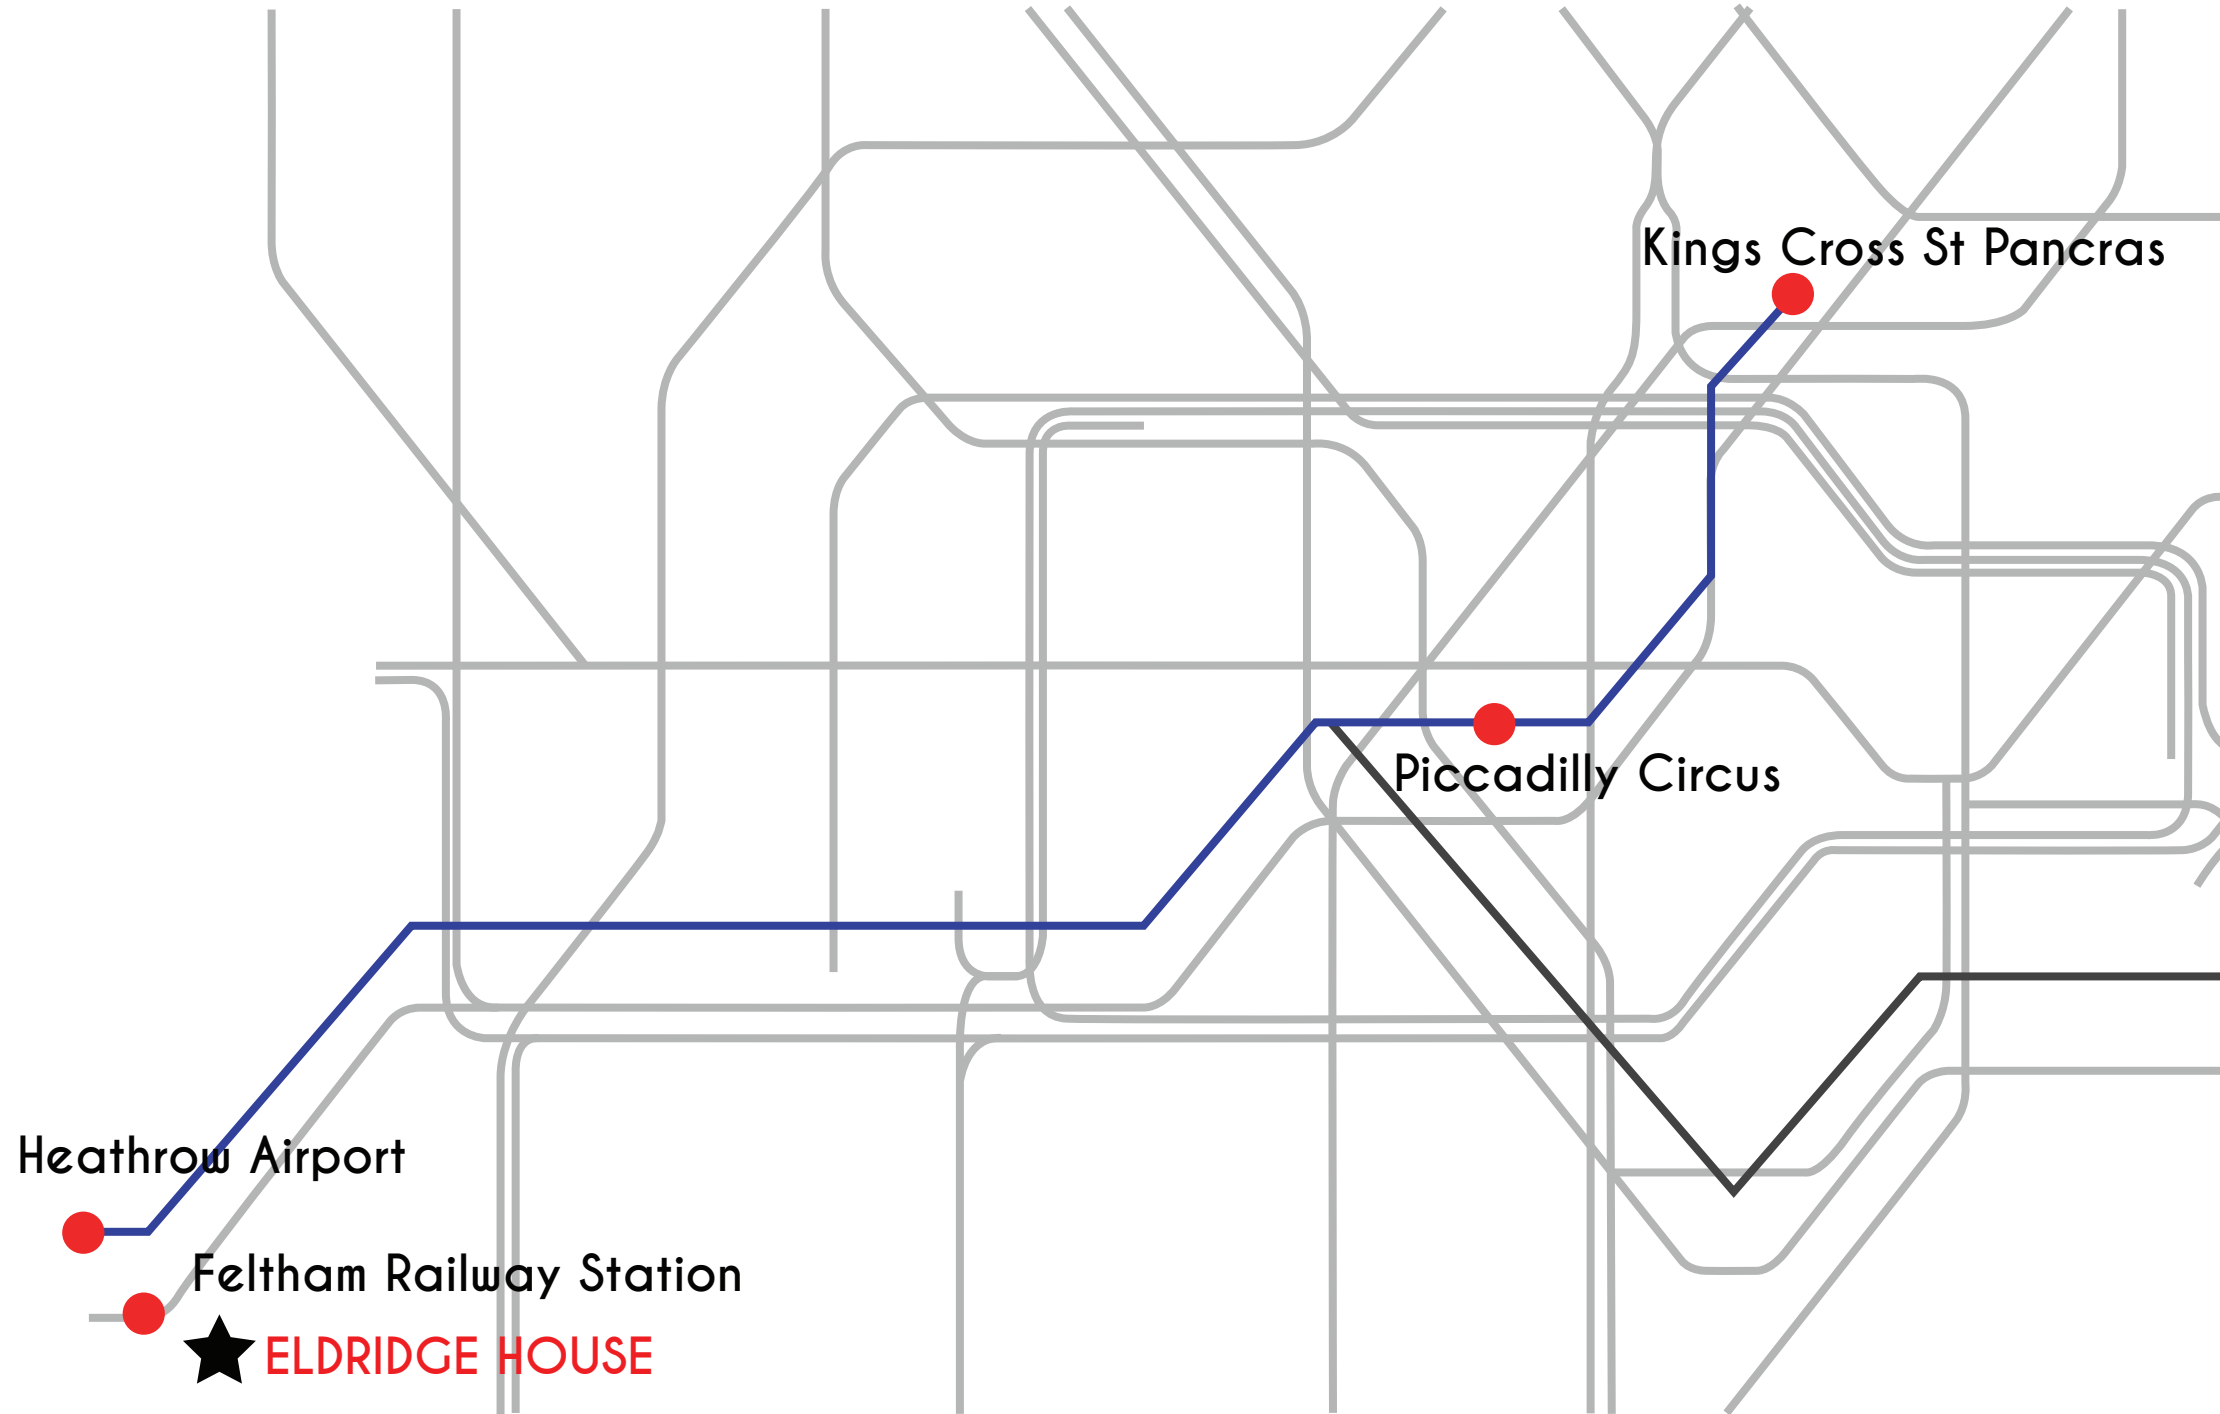 Kings Cross St Pancras
Piccadilly Circus
Heathrow Airport
Feltham Railway Station
ELDRIDGE HOUSE